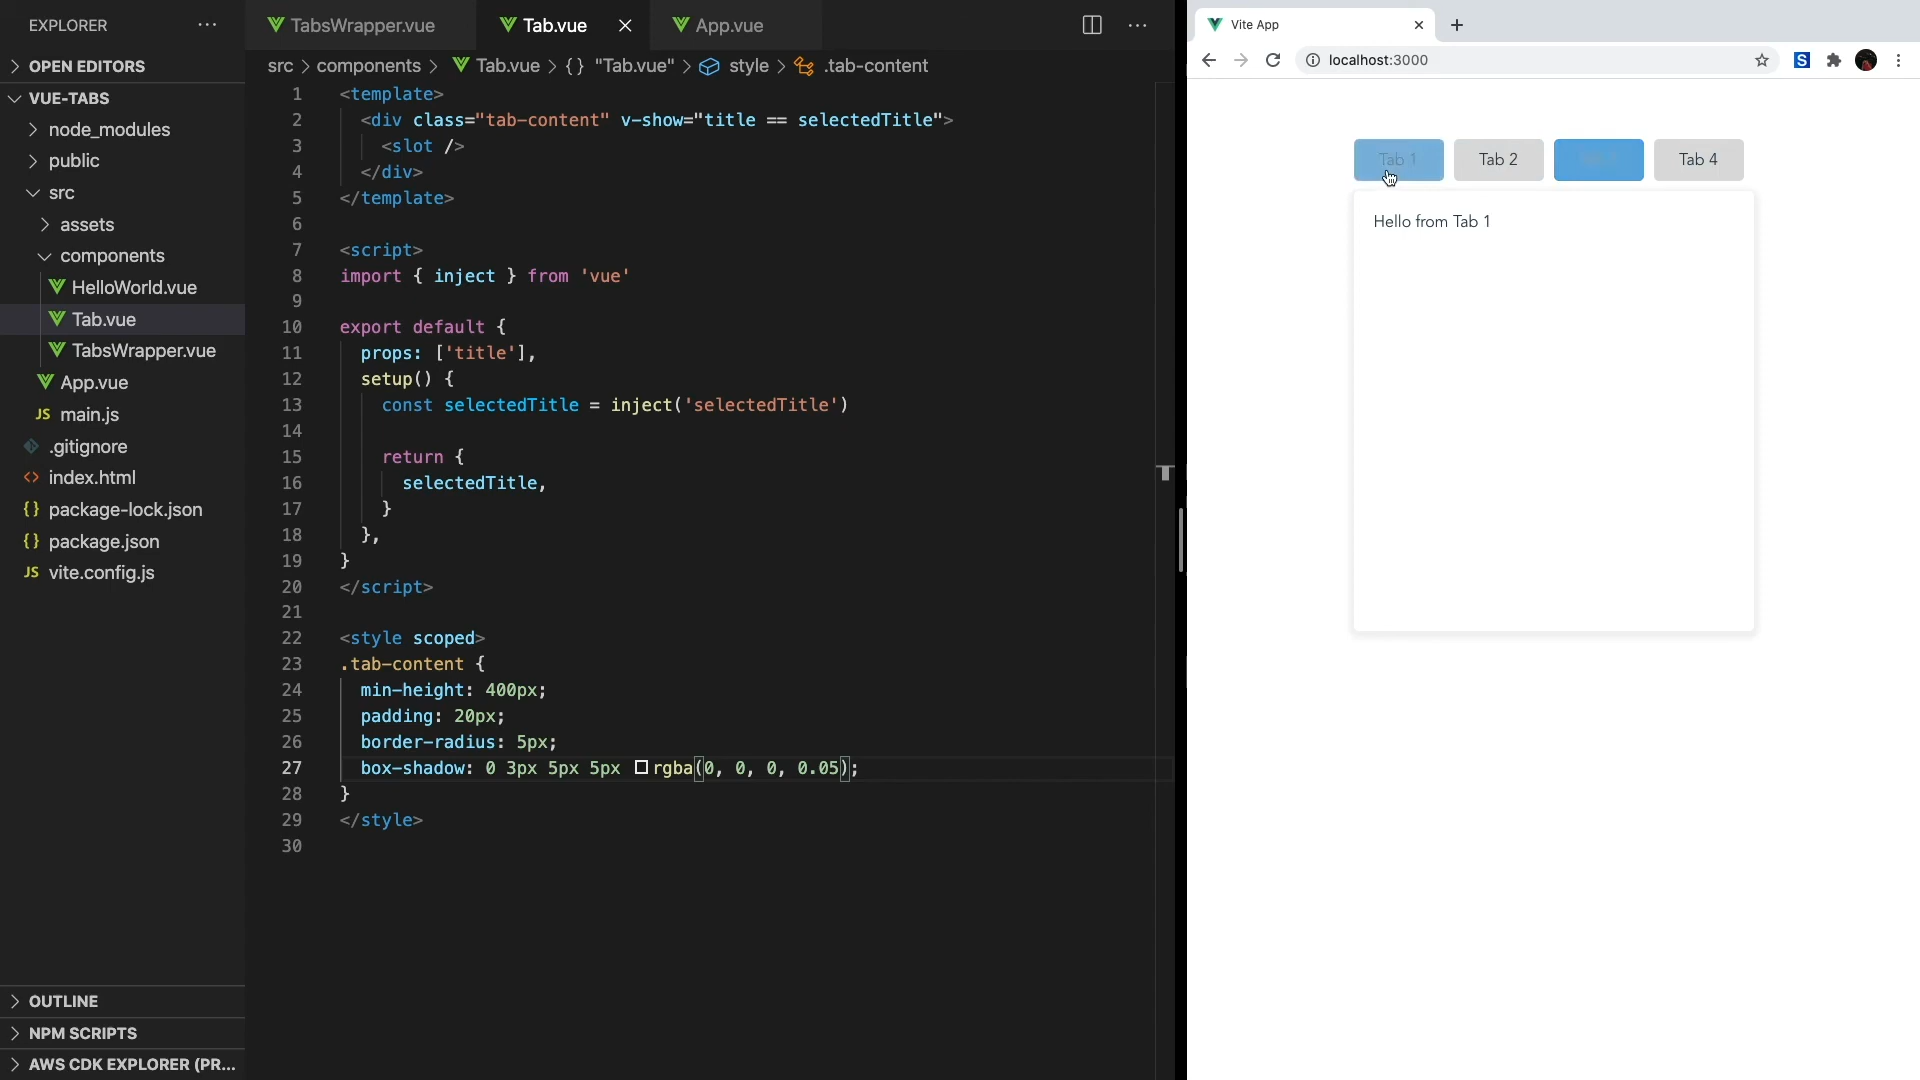 EXPLORER
OPEN EDITORS
VUE-TABS
node_modules
public
src
assets
components
HelloWorld.vue
Tab.vue
TabsWrapper.vue
App.vue
JS main.js
.gitignore
<> index.html
{} package-lock.json
{} package.json
JS vite.config.js
OUTLINE
NPM SCRIPTS
AWS CDK EXPLORER (PR...
TabsWrapper.vue Tab.vue App.vue
src > components > Tab.vue > {} "Tab.vue" > style > .tab-content
1 <template>
2 <div class="tab-content" v-show="title == selectedTitle">
3 <slot />
4 </div>
5 </template>
6
7 <script>
8 import { inject } from 'vue'
9
10 export default {
11 props: ['title'],
12 setup() {
13 const selectedTitle = inject('selectedTitle')
14
15 return {
16 selectedTitle,
17 }
18 },
19 }
20 </script>
21
22 <style scoped>
23 .tab-content {
24 min-height: 400px;
25 padding: 20px;
26 border-radius: 5px;
27 box-shadow: 0 3px 5px 5px rgba(0, 0, 0, 0.05);
28 }
29 </style>
30
Vite App
localhost:3000
S
Tab 1 Tab 2 Tab 4
Hello from Tab 1